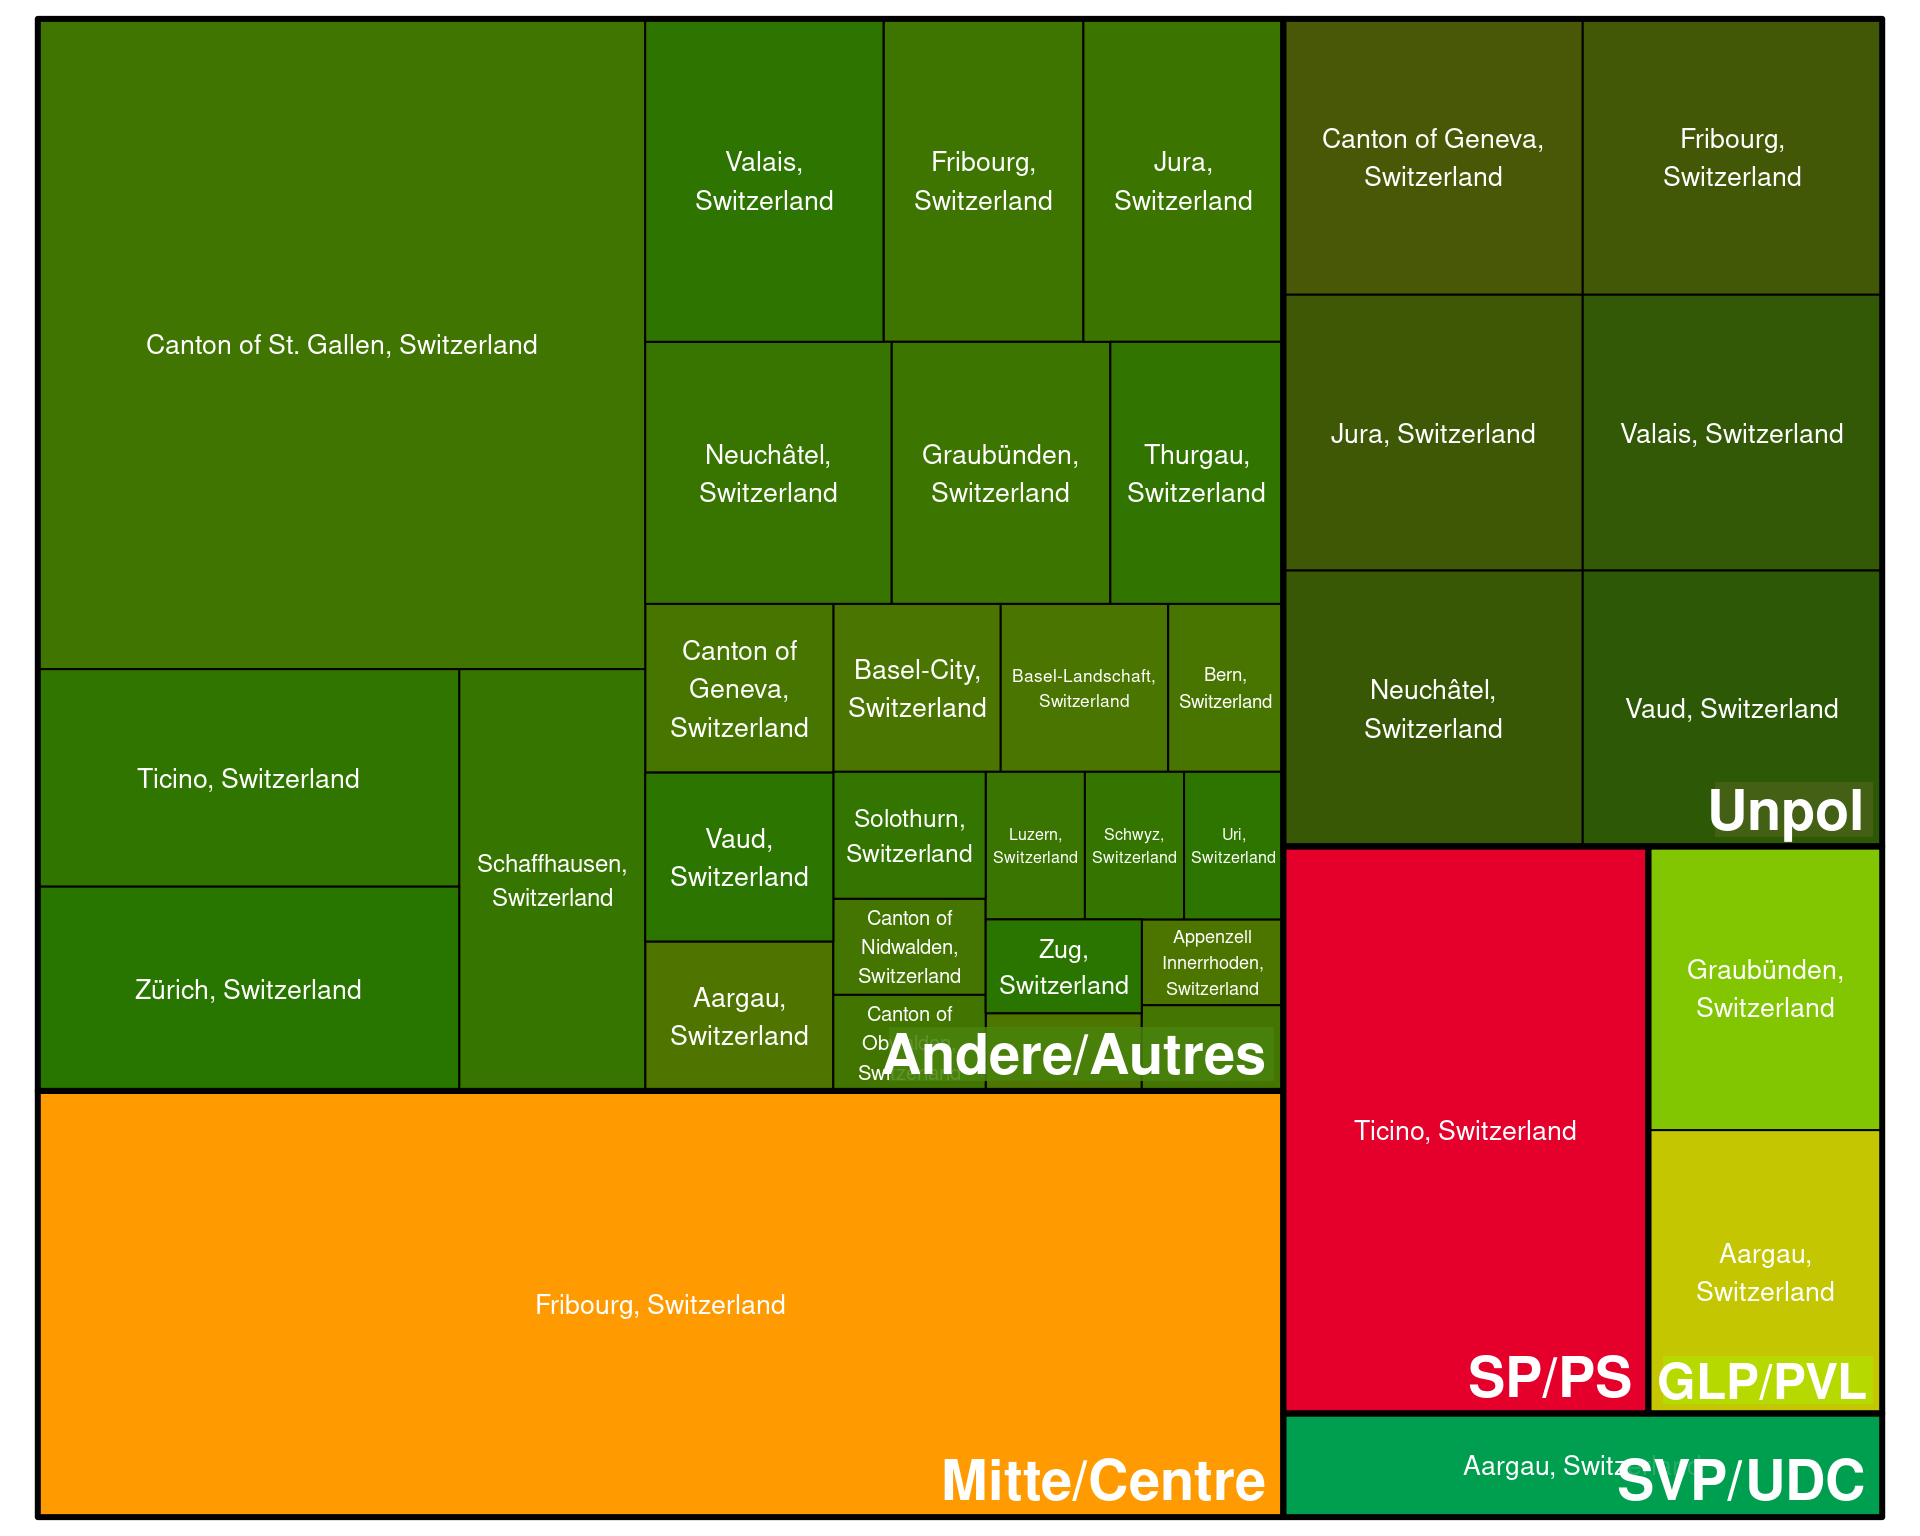 Canton of St. Gallen, Switzerland
Ticino, Switzerland
Zürich, Switzerland
Schaffhausen,
Switzerland
Valais,
Switzerland
Fribourg,
Switzerland
Jura,
Switzerland
Neuchâtel,
Switzerland
Graubünden,
Switzerland
Thurgau,
Switzerland
Canton of
Geneva,
Switzerland
Basel-City,
Switzerland
Basel-Landschaft,
Switzerland
Bern,
Switzerland
Vaud,
Switzerland
Aargau,
Switzerland
Solothurn,
Switzerland
Canton of
Nidwalden,
Switzerland
Canton of
Obwalden,
Switzerland
Luzern,
Switzerland
Schwyz,
Switzerland
Uri,
Switzerland
Zug,
Switzerland
Appenzell
Innerrhoden,
Switzerland
Andere/Autres
Fribourg, Switzerland
Mitte/Centre
Canton of Geneva,
Switzerland
Fribourg,
Switzerland
Jura, Switzerland
Valais, Switzerland
Neuchâtel,
Switzerland
Vaud, Switzerland
Unpol
Ticino, Switzerland
SP/PS
Graubünden,
Switzerland
Aargau,
Switzerland
GLP/PVL
Aargau, Switzerland
SVP/UDC